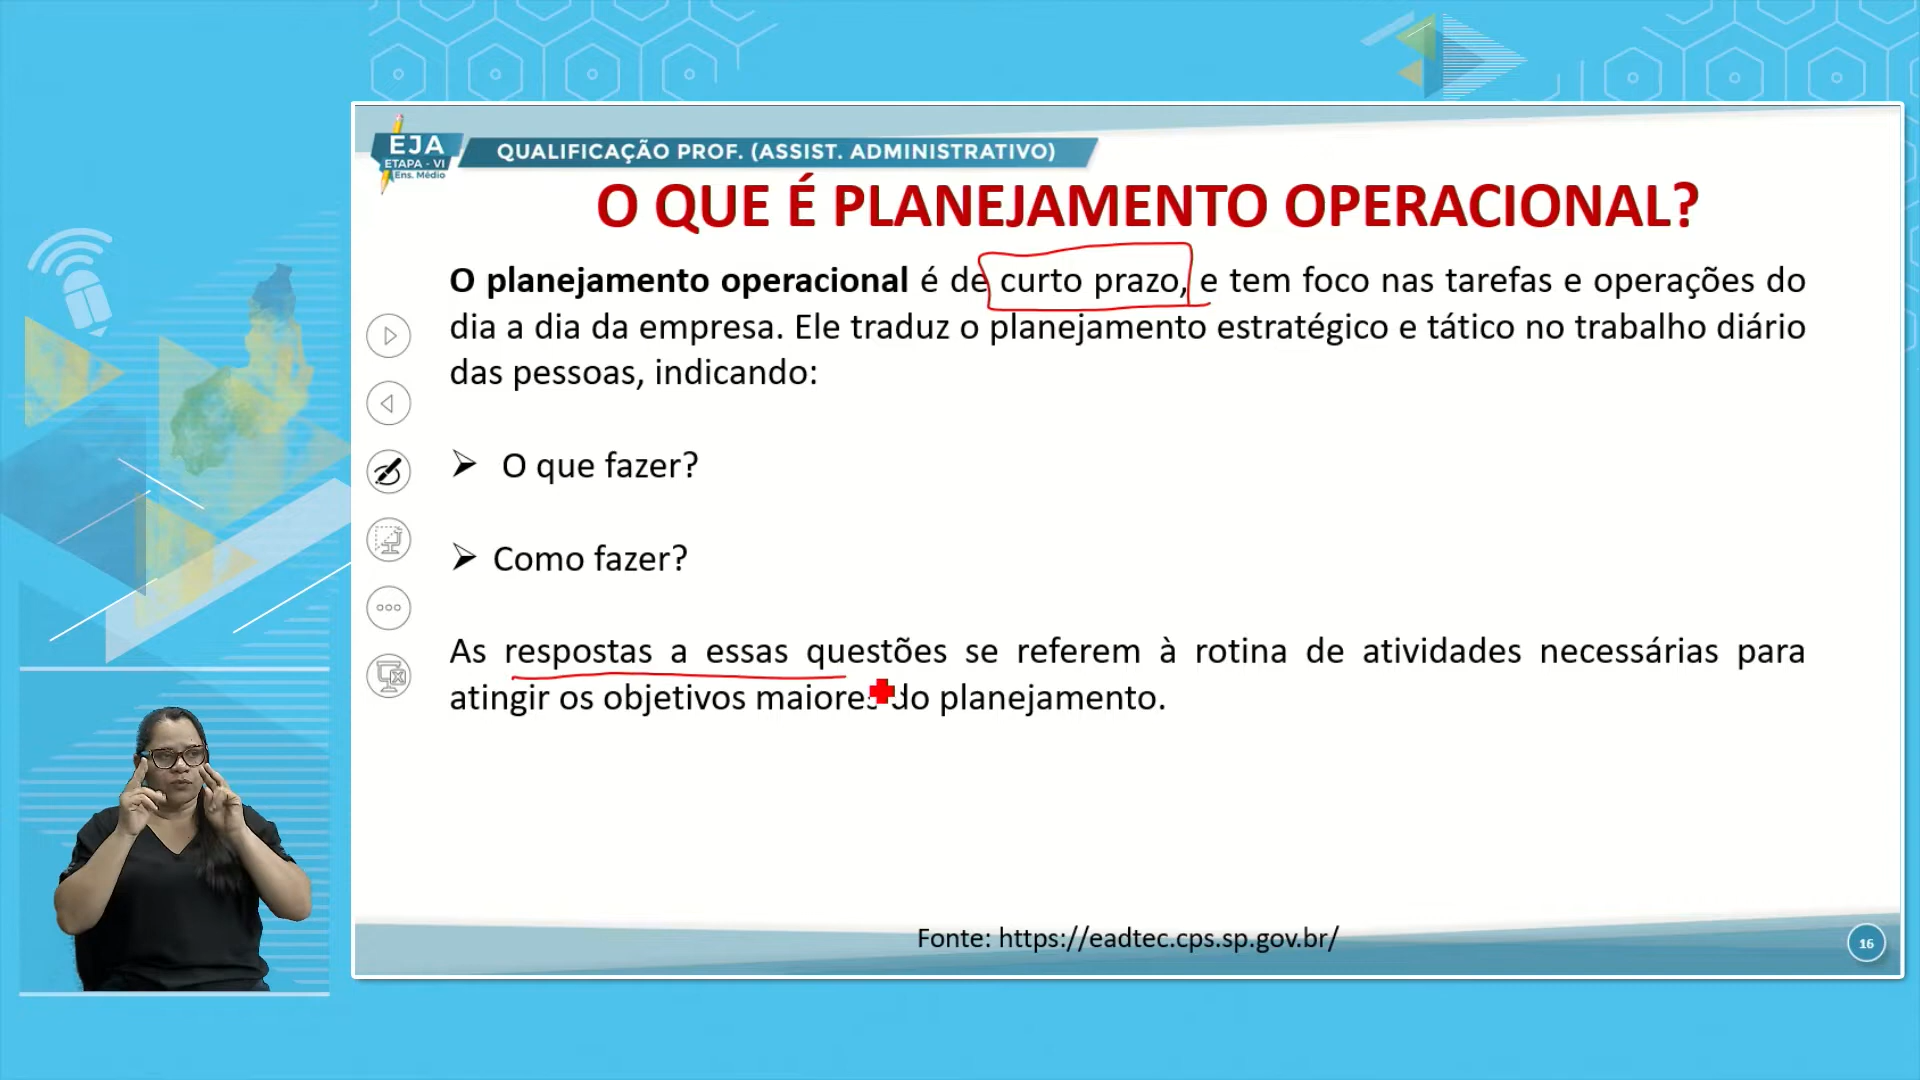 EJA
ETAPA - VI
Ens. Médio
QUALIFICAÇÃO PROF. (ASSIST. ADMINISTRATIVO)
O QUE É PLANEJAMENTO OPERACIONAL?
O planejamento operacional é de curto prazo, e tem foco nas tarefas e operações do
dia a dia da empresa. Ele traduz o planejamento estratégico e tático no trabalho diário
das pessoas, indicando:
➤ O que fazer?
➤ Como fazer?
As respostas a essas questões se referem à rotina de atividades necessárias para
atingir os objetivos maiores do planejamento.
Fonte: https://eadtec.cps.sp.gov.br/
16